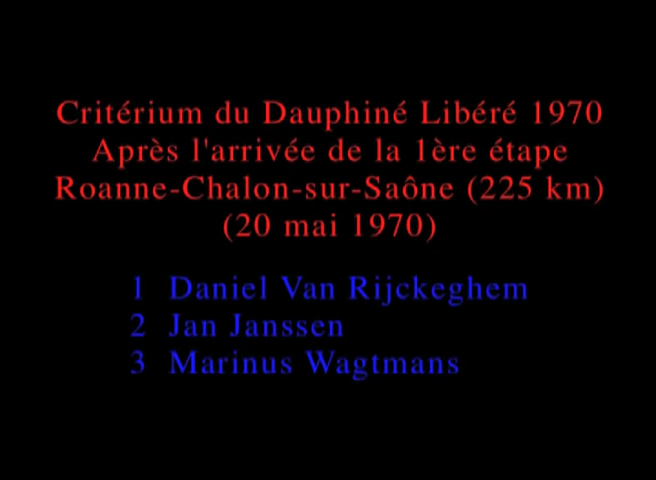 Critérium du Dauphiné Libéré 1970
Après l'arrivée de la 1ère étape
Roanne-Chalon-sur-Saône (225 km)
(20 mai 1970)
1 Daniel Van Rijckeghem
2 Jan Janssen
3 Marinus Wagtmans